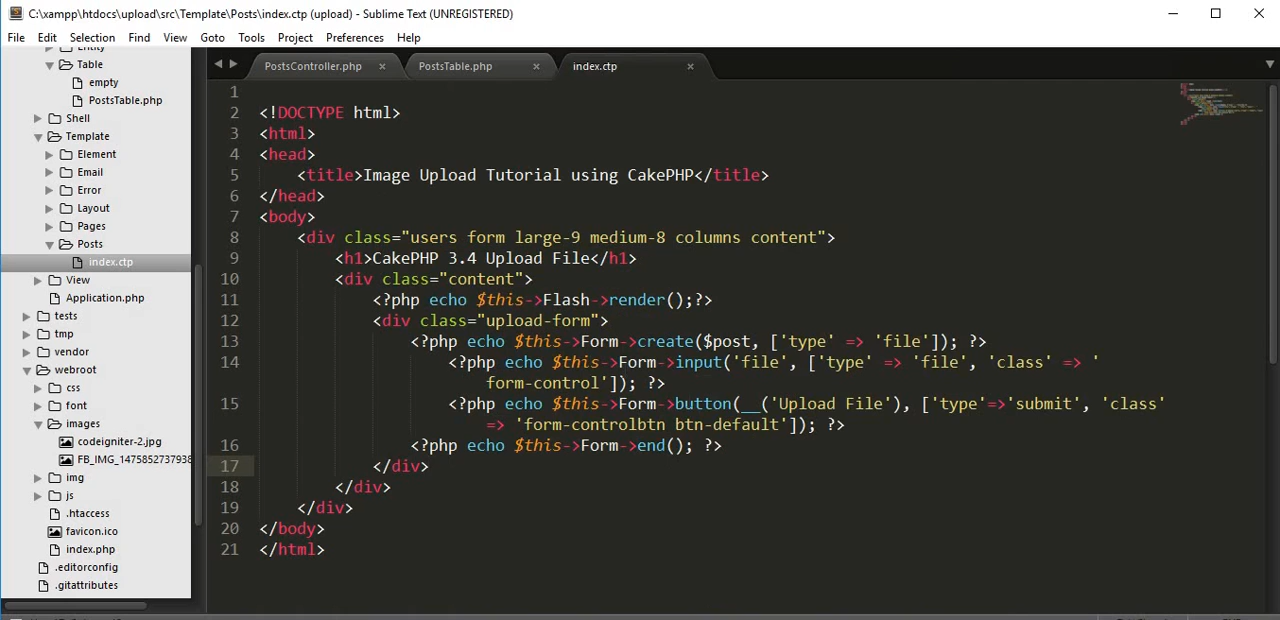 C:\xampp\htdocs\upload\src\Template\Posts\index.ctp (upload) - Sublime Text (UNREGISTERED)
File Edit Selection Find View Goto Tools Project Preferences Help
Entity
Table
empty
PostsTable.php
Shell
Template
Element
Email
Error
Layout
Pages
Posts
index.ctp
View
Application.php
tests
tmp
vendor
webroot
css
font
images
codeigniter-2.jpg
FB_IMG_1475852737938
img
js
.htaccess
favicon.ico
index.php
.editorconfig
.gitattributes
PostsController.php × PostsTable.php × index.ctp ×
1
2 <!DOCTYPE html>
3 <html>
4 <head>
5 <title>Image Upload Tutorial using CakePHP</title>
6 </head>
7 <body>
8 <div class="users form large-9 medium-8 columns content">
9 <h1>CakePHP 3.4 Upload File</h1>
10 <div class="content">
11 <?php echo $this->Flash->render();?>
12 <div class="upload-form">
13 <?php echo $this->Form->create($post, ['type' => 'file']); ?>
14 <?php echo $this->Form->input('file', ['type' => 'file', 'class' => '
form-control']); ?>
15 <?php echo $this->Form->button(__('Upload File'), ['type'=>'submit', 'class'
=> 'form-controlbtn btn-default']); ?>
16 <?php echo $this->Form->end(); ?>
17 </div>
18 </div>
19 </div>
20 </body>
21 </html>